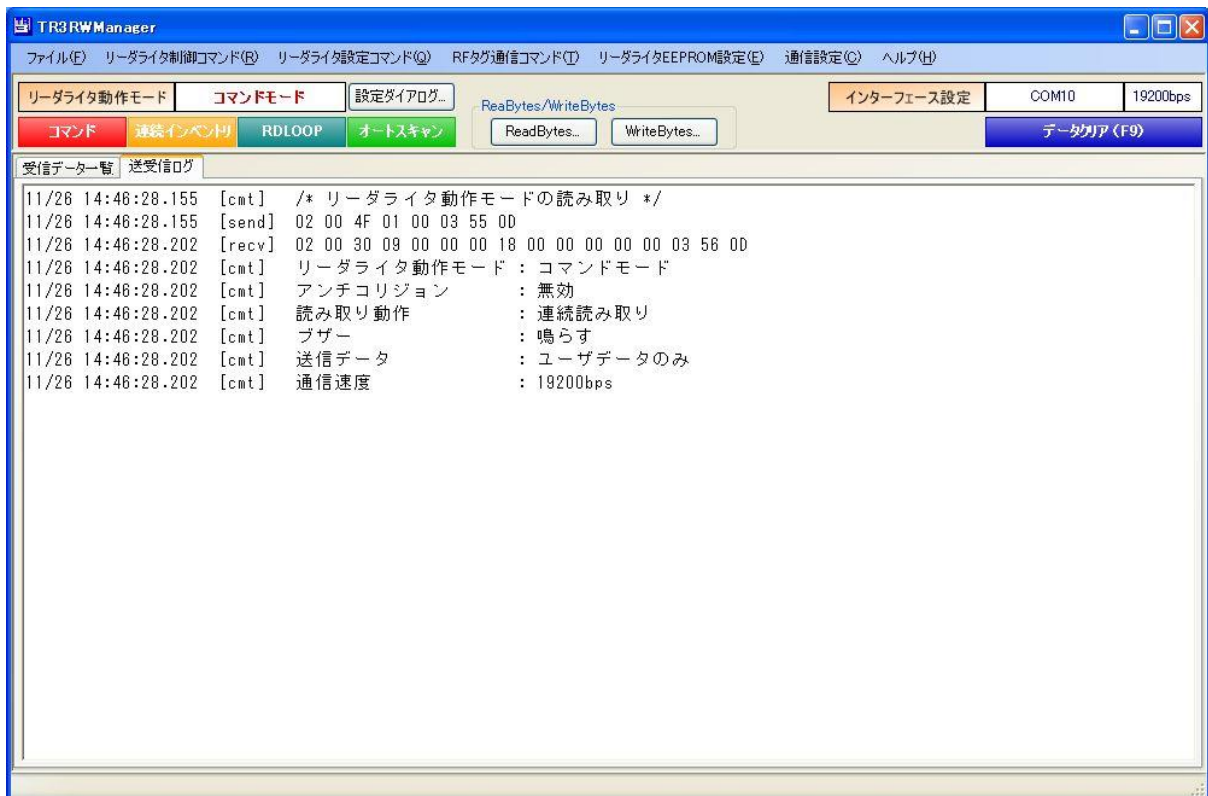 TR3RWManager
ファイル(F) リーダライタ制御コマンド(R) リーダライタ設定コマンド(Q) RFタグ通信コマンド(T) リーダライタEEPROM設定(E) 通信設定(C) ヘルプ(H)
リーダライタ動作モード コマンドモード 設定ダイアログ... ReaBytes/WriteBytes インターフェース設定 COM10 19200bps
コマンド 連続インベントリ RDLOOP オートスキャン ReadBytes... WriteBytes... データクリア (F9)
受信データ一覧 送受信ログ
11/26 14:46:28.155 [cmt] /* リーダライタ動作モードの読み取り */
11/26 14:46:28.155 [send] 02 00 4F 01 00 03 55 0D
11/26 14:46:28.202 [recv] 02 00 30 09 00 00 00 18 00 00 00 00 00 03 56 0D
11/26 14:46:28.202 [cmt] リーダライタ動作モード : コマンドモード
11/26 14:46:28.202 [cmt] アンチコリジョン : 無効
11/26 14:46:28.202 [cmt] 読み取り動作 : 連続読み取り
11/26 14:46:28.202 [cmt] ブザー : 鳴らす
11/26 14:46:28.202 [cmt] 送信データ : ユーザデータのみ
11/26 14:46:28.202 [cmt] 通信速度 : 19200bps